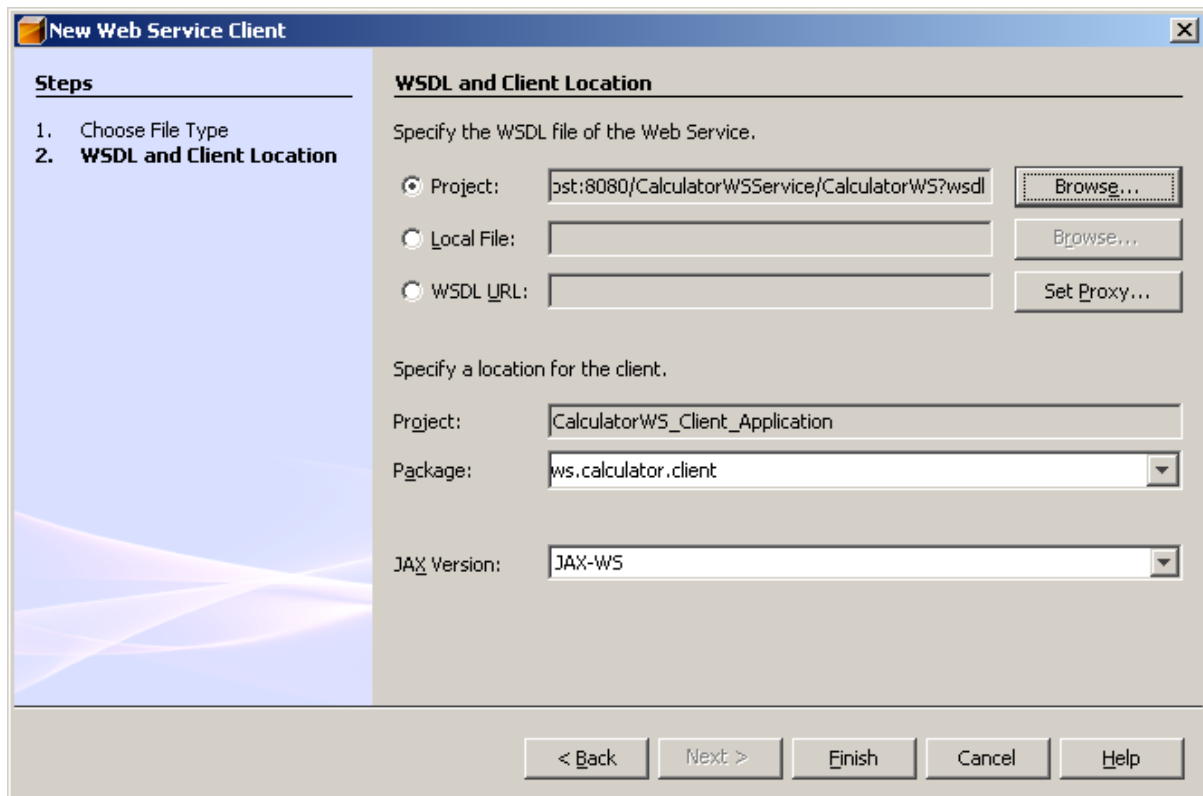 New Web Service Client
Steps
1. Choose File Type
2. WSDL and Client Location
WSDL and Client Location
Specify the WSDL file of the Web Service.
Project: ost:8080/CalculatorWSService/CalculatorWS?wsdl Browse...
Local File: Browse...
WSDL URL: Set Proxy...
Specify a location for the client.
Project: CalculatorWS_Client_Application
Package: ws.calculator.client
JAX Version: JAX-WS
< Back Next > Finish Cancel Help